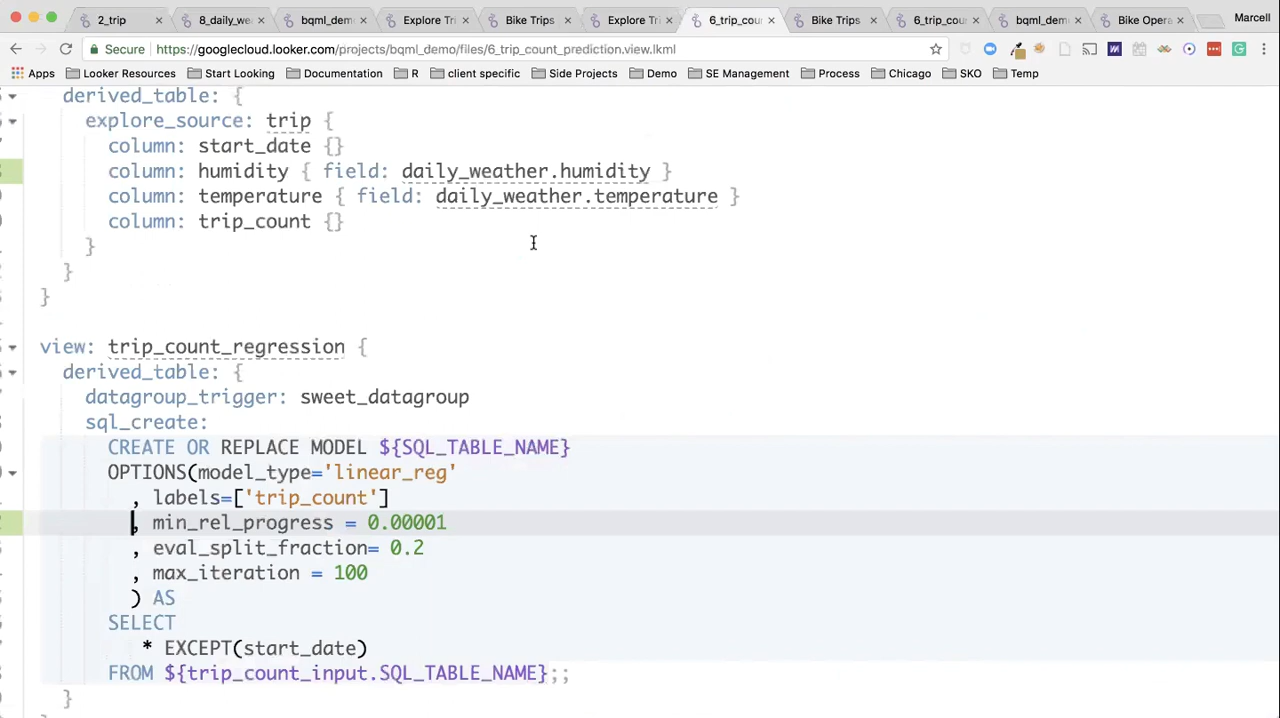 2_trip
8_daily_we
bqml_dem
Explore Tri
Bike Trips
Explore Tri
6_trip_cou
Bike Trips
6_trip_cou
bqml_dem
Bike Opera
Marcell
Secure
https://googlecloud.looker.com/projects/bqml_demo/files/6_trip_count_prediction.view.lkml
Apps Looker Resources Start Looking Documentation R client specific Side Projects Demo SE Management Process Chicago SKO Temp
derived_table: {
explore_source: trip {
column: start_date {}
column: humidity { field: daily_weather.humidity }
column: temperature { field: daily_weather.temperature }
column: trip_count {}
}
}
}
view: trip_count_regression {
derived_table: {
datagroup_trigger: sweet_datagroup
sql_create:
CREATE OR REPLACE MODEL ${SQL_TABLE_NAME}
OPTIONS(model_type='linear_reg'
, labels=['trip_count']
, min_rel_progress = 0.00001
, eval_split_fraction= 0.2
, max_iteration = 100
) AS
SELECT
* EXCEPT(start_date)
FROM ${trip_count_input.SQL_TABLE_NAME};;
}